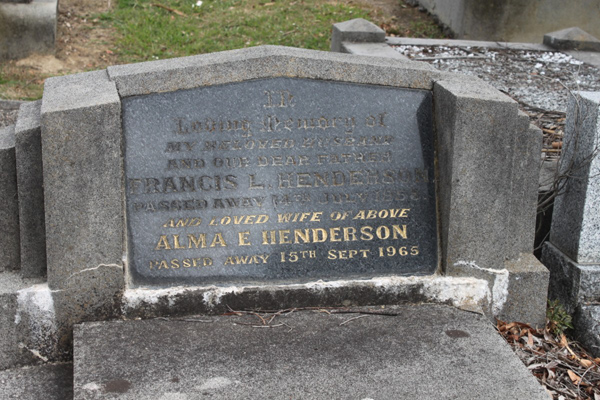 In
Loving Memory of
MY BELOVED HUSBAND
AND OUR DEAR FATHER
FRANCIS L. HENDERSON
PASSED AWAY JULY
AND LOVED WIFE OF ABOVE
ALMA E HENDERSON
PASSED AWAY 15TH SEPT 1965